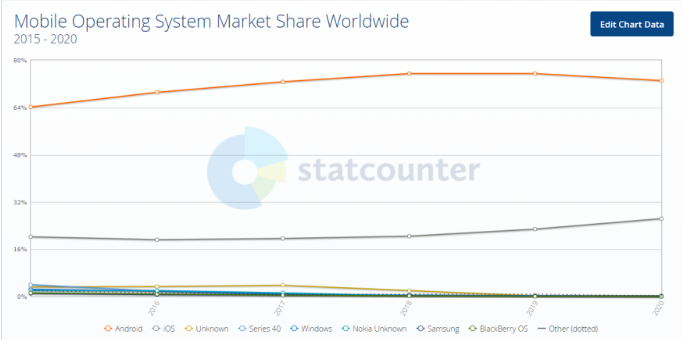 Mobile Operating System Market Share Worldwide
2015 - 2020
Edit Chart Data
80%
64%
48%
32%
16%
0%
statcounter
2016
2017
2018
2019
2020
Android iOS Unknown Series 40 Windows Nokia Unknown Samsung BlackBerry OS Other (dotted)